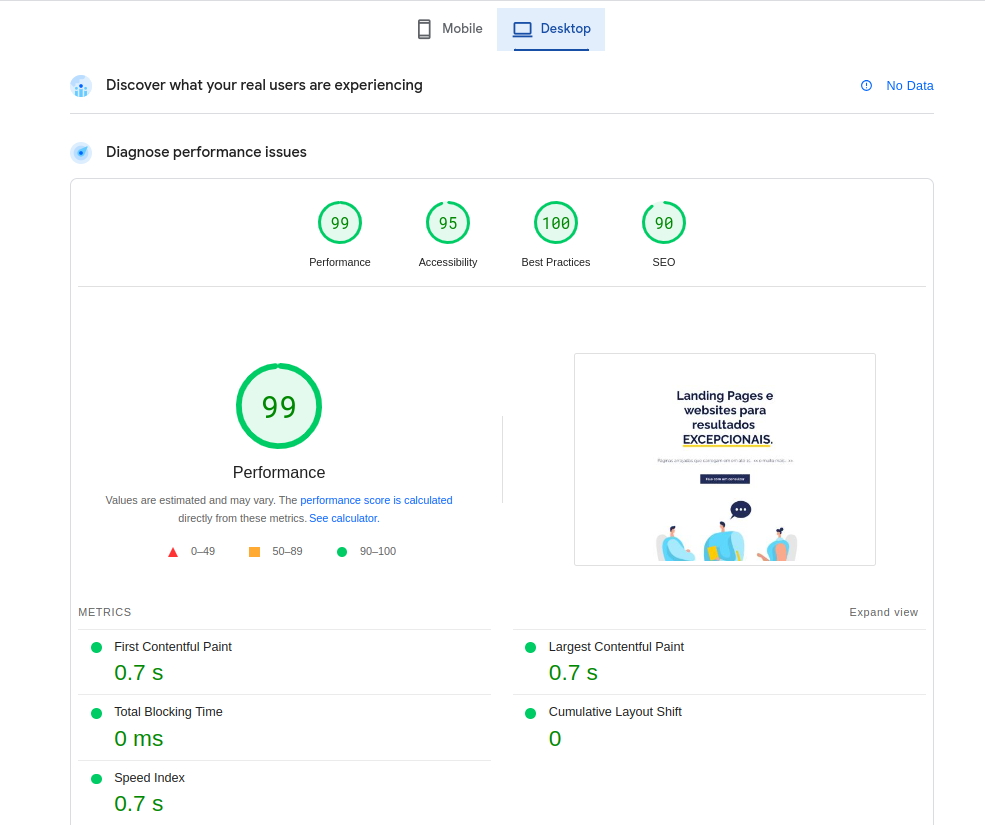 Mobile
Desktop
Discover what your real users are experiencing
No Data
Diagnose performance issues
99
95
100
90
Performance
Accessibility
Best Practices
SEO
99
Performance
Values are estimated and may vary. The performance score is calculated
directly from these metrics. See calculator.
0–49
50–89
90–100
Landing Pages e
websites para
resultados
EXCEPCIONAIS.
METRICS
Expand view
First Contentful Paint
0.7 s
Largest Contentful Paint
0.7 s
Total Blocking Time
0 ms
Cumulative Layout Shift
0
Speed Index
0.7 s